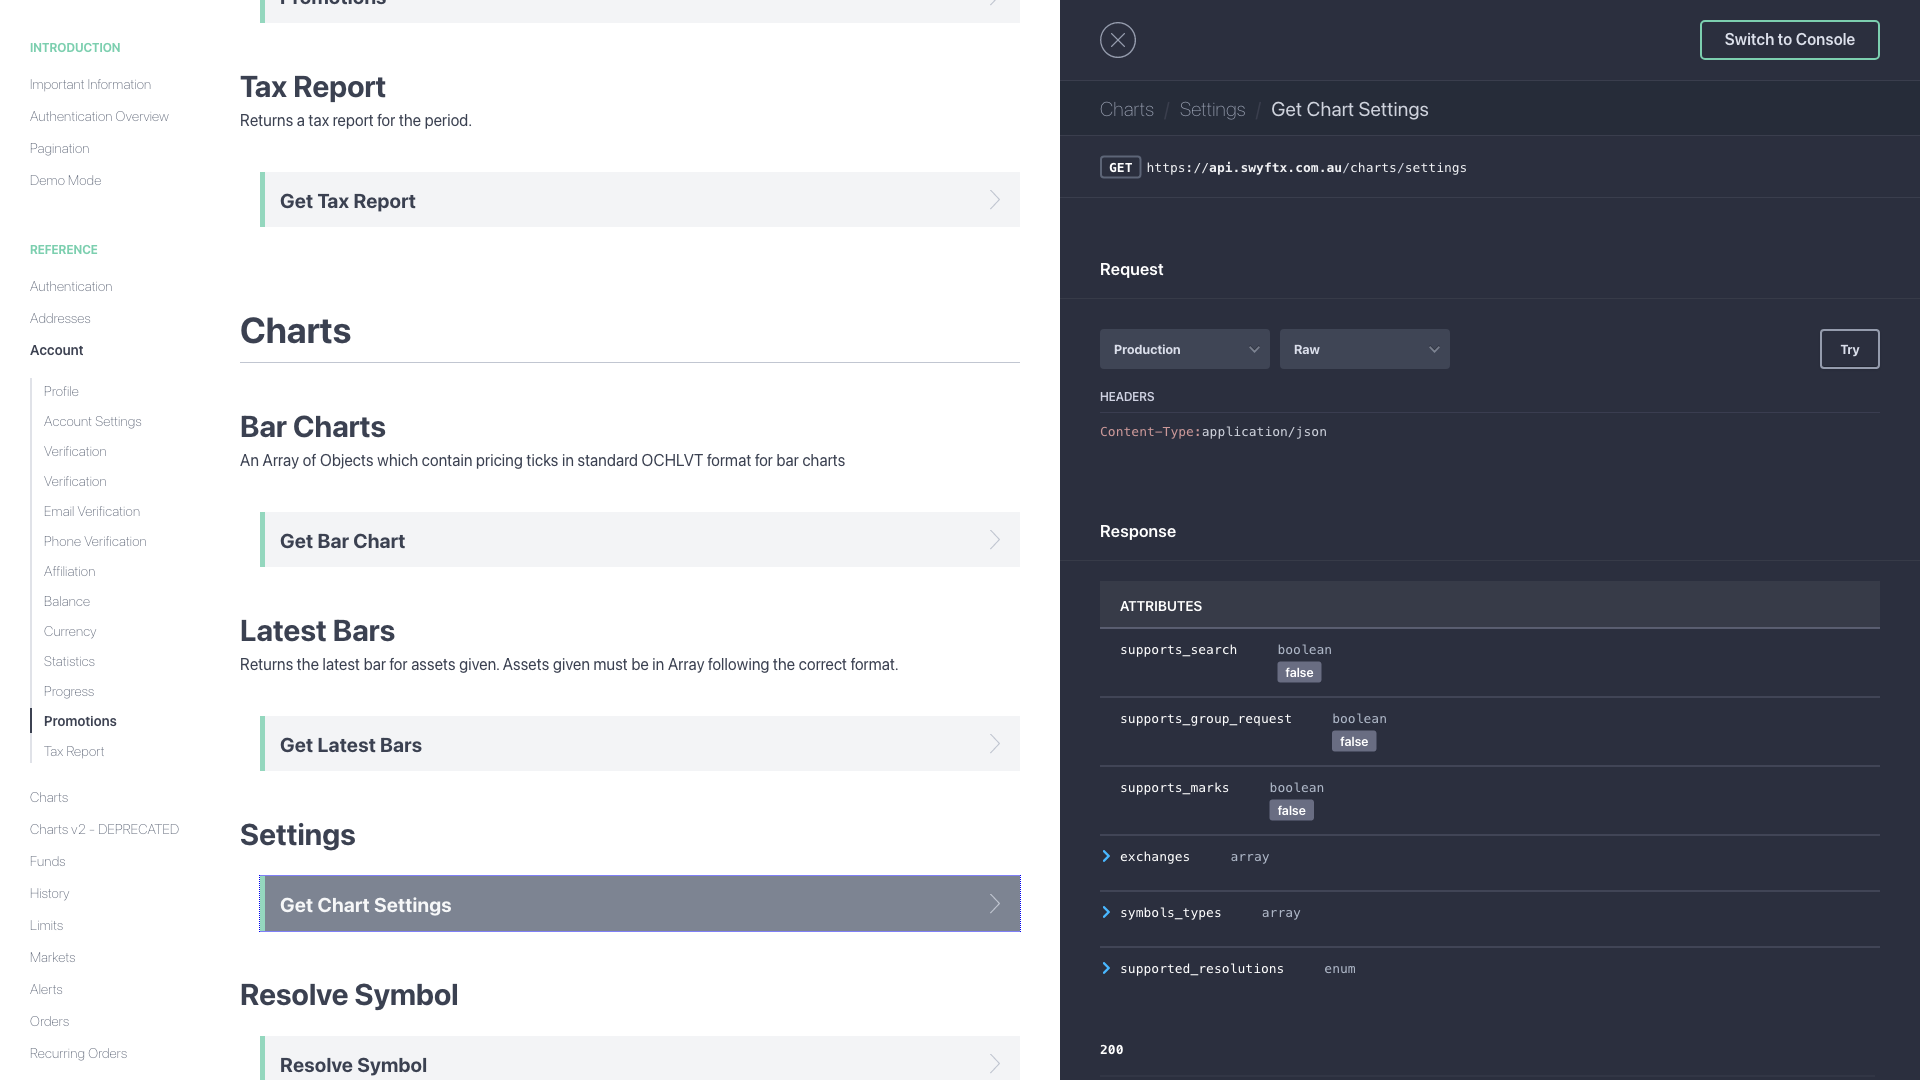 INTRODUCTION
Important Information
Authentication Overview
Pagination
Demo Mode
REFERENCE
Authentication
Addresses
Account
Profile
Account Settings
Verification
Verification
Email Verification
Phone Verification
Affiliation
Balance
Currency
Statistics
Progress
Promotions
Tax Report
Charts
Charts v2 - DEPRECATED
Funds
History
Limits
Markets
Alerts
Orders
Recurring Orders
Promotions
Tax Report
Returns a tax report for the period.
Get Tax Report
Charts
Bar Charts
An Array of Objects which contain pricing ticks in standard OCHLVT format for bar charts
Get Bar Chart
Latest Bars
Returns the latest bar for assets given. Assets given must be in Array following the correct format.
Get Latest Bars
Settings
Get Chart Settings
Resolve Symbol
Resolve Symbol
Switch to Console
Charts / Settings / Get Chart Settings
GET https://api.swyftx.com.au/charts/settings
Request
Production Raw Try
HEADERS
Content-Type:application/json
Response
ATTRIBUTES
supports_search boolean
false
supports_group_request boolean
false
supports_marks boolean
false
exchanges array
symbols_types array
supported_resolutions enum
200